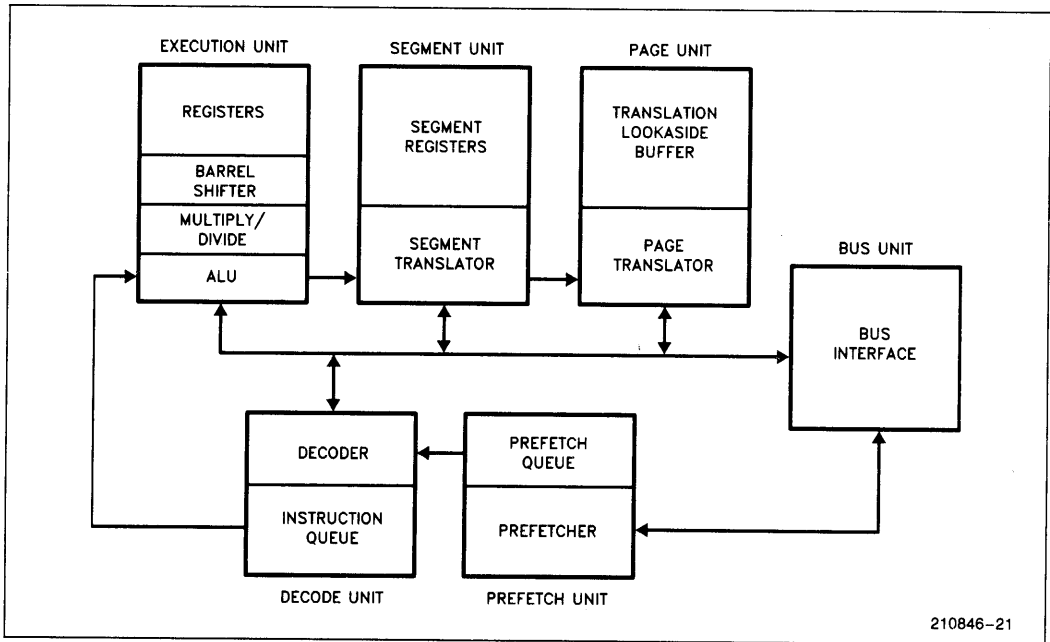 EXECUTION UNIT
REGISTERS
BARREL
SHIFTER
MULTIPLY/
DIVIDE
ALU
SEGMENT UNIT
SEGMENT
REGISTERS
SEGMENT
TRANSLATOR
PAGE UNIT
TRANSLATION
LOOKASIDE
BUFFER
PAGE
TRANSLATOR
BUS UNIT
BUS
INTERFACE
DECODER
INSTRUCTION
QUEUE
DECODE UNIT
PREFETCH
QUEUE
PREFETCHER
PREFETCH UNIT
210846-21